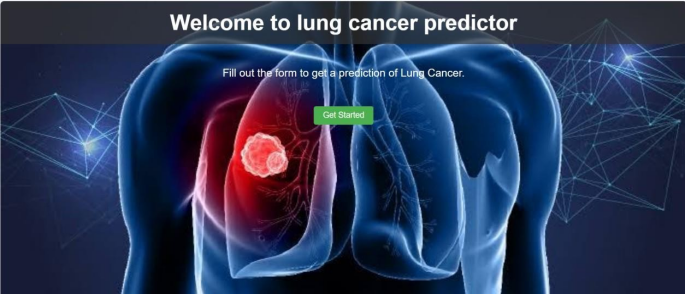 Welcome to lung cancer predictor
Fill out the form to get a prediction of Lung Cancer.
Get Started